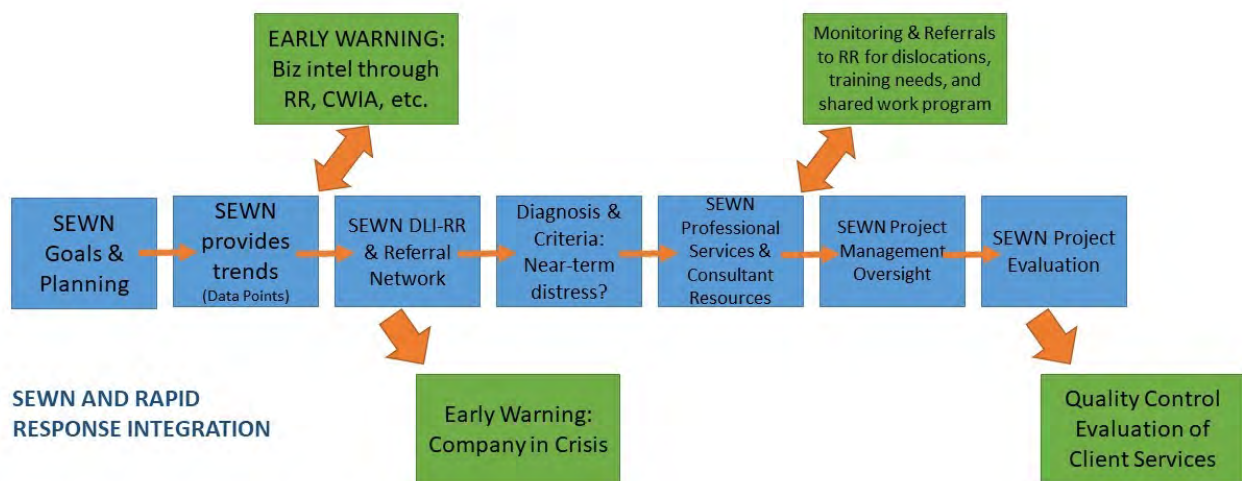 EARLY WARNING:
Biz intel through
RR, CWIA, etc.
Monitoring & Referrals
to RR for dislocations,
training needs, and
shared work program
SEWN
Goals &
Planning
SEWN
provides
trends
(Data Points)
SEWN DLI-RR
& Referral
Network
Diagnosis &
Criteria:
Near-term
distress?
SEWN
Professional
Services &
Consultant
Resources
SEWN Project
Management
Oversight
SEWN Project
Evaluation
SEWN AND RAPID
RESPONSE INTEGRATION
Early Warning:
Company in Crisis
Quality Control
Evaluation of
Client Services